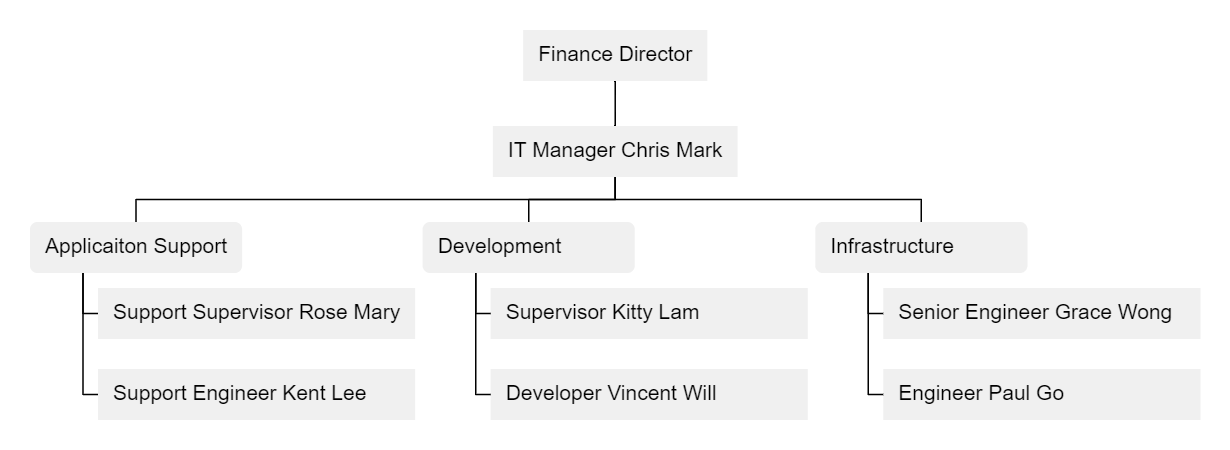 Finance Director
IT Manager Chris Mark
Applicaiton Support
Development
Infrastructure
Support Supervisor Rose Mary
Supervisor Kitty Lam
Senior Engineer Grace Wong
Support Engineer Kent Lee
Developer Vincent Will
Engineer Paul Go